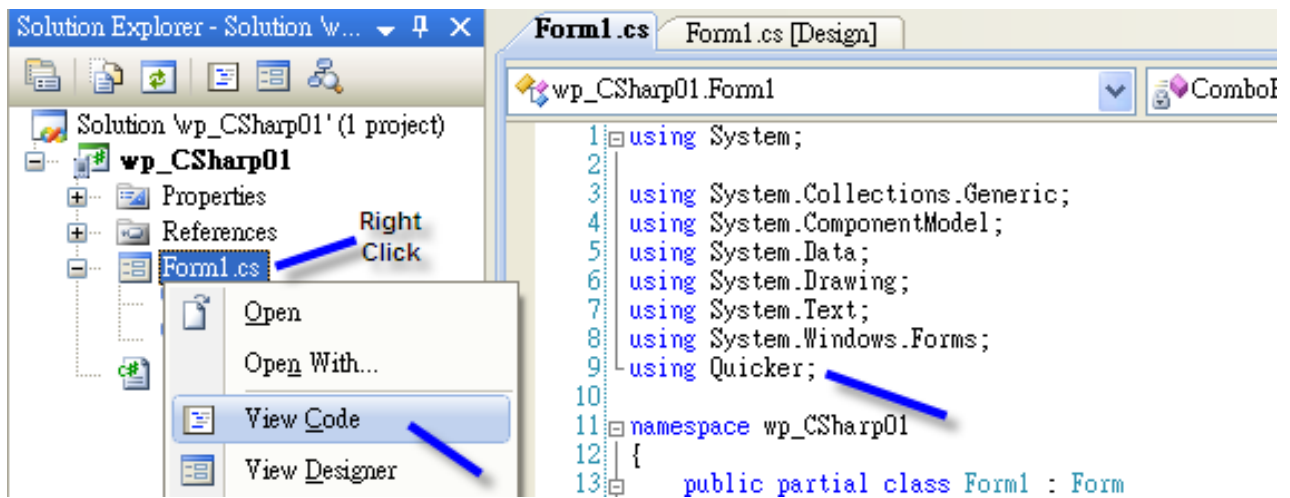 Solution Explorer - Solution 'w...
Solution 'wp_CSharp01' (1 project)
wp_CSharp01
Properties
References
Right
Click
Form1.cs
Open
Open With...
View Code
View Designer
Form1.cs
Form1.cs [Design]
wp_CSharp01.Form1
1 using System;
2
3 using System.Collections.Generic;
4 using System.ComponentModel;
5 using System.Data;
6 using System.Drawing;
7 using System.Text;
8 using System.Windows.Forms;
9 using Quicker;
10
11 namespace wp_CSharp01
12 {
13 public partial class Form1 : Form